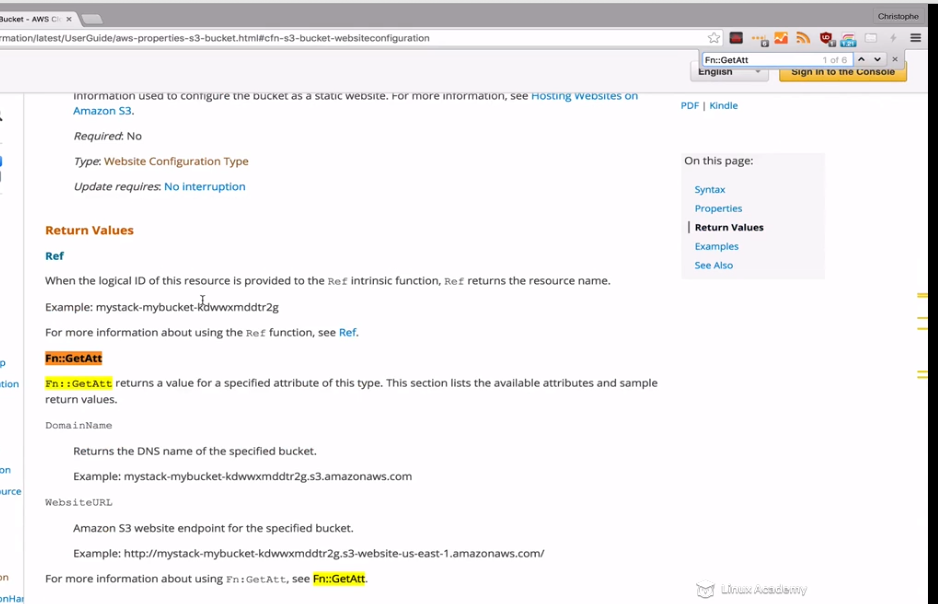 Bucket - AWS Cl
Christophe
rmation/latest/UserGuide/aws-properties-s3-bucket.html#cfn-s3-bucket-websiteconfiguration
Fn::GetAtt 1 of 6
English
Sign In to the Console
Information used to configure the bucket as a static website. For more information, see Hosting Websites on
Amazon S3.
PDF | Kindle
Required: No
Type: Website Configuration Type
Update requires: No interruption
On this page:
Syntax
Properties
Return Values
Examples
See Also
Return Values
Ref
When the logical ID of this resource is provided to the Ref intrinsic function, Ref returns the resource name.
Example: mystack-mybucket-kdwwxmddtr2g
For more information about using the Ref function, see Ref.
Fn::GetAtt
Fn::GetAtt returns a value for a specified attribute of this type. This section lists the available attributes and sample
return values.
DomainName
Returns the DNS name of the specified bucket.
Example: mystack-mybucket-kdwwxmddtr2g.s3.amazonaws.com
WebsiteURL
Amazon S3 website endpoint for the specified bucket.
Example: http://mystack-mybucket-kdwwxmddtr2g.s3-website-us-east-1.amazonaws.com/
For more information about using Fn:GetAtt, see Fn::GetAtt.
p
ation
on
ource
on
onHan
Linux Academy